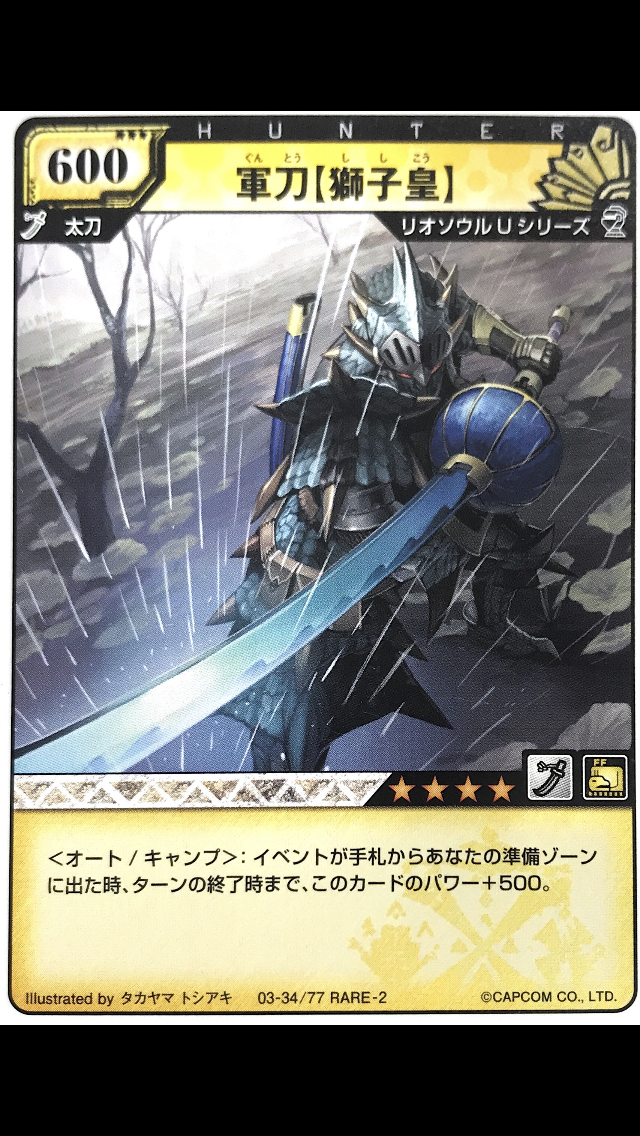 HUNTER
600
ぐんとう ししこう
軍刀【獅子皇】
太刀
リオソウルUシリーズ
FF
<オート / キャンプ>：イベントが手札からあなたの準備ゾーン
に出た時、ターンの終了時まで、このカードのパワー＋500。
Illustrated by タカヤマ トシアキ 03-34/77 RARE-2 ©CAPCOM CO., LTD.